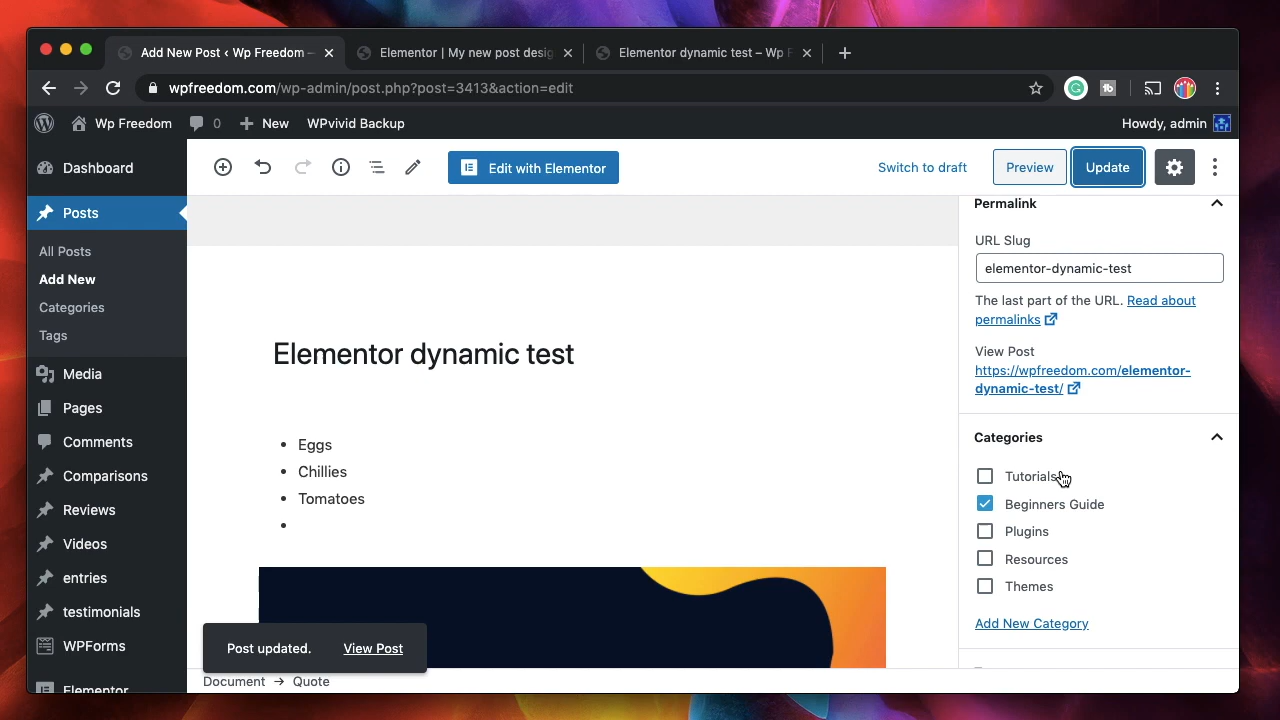 Add New Post ‹ Wp Freedom –
Elementor | My new post desig
Elementor dynamic test – Wp F
wpfreedom.com/wp-admin/post.php?post=3413&action=edit
Wp Freedom
0
New
WPvivid Backup
Howdy, admin
Dashboard
Posts
All Posts
Add New
Categories
Tags
Media
Pages
Comments
Comparisons
Reviews
Videos
entries
testimonials
WPForms
Elementor
Edit with Elementor
Switch to draft
Preview
Update
Elementor dynamic test
• Eggs
• Chillies
• Tomatoes
•
Post updated.
View Post
Document → Quote
Permalink
URL Slug
elementor-dynamic-test
The last part of the URL. Read about
permalinks
View Post
https://wpfreedom.com/elementor-
dynamic-test/
Categories
Tutorials
Beginners Guide
Plugins
Resources
Themes
Add New Category